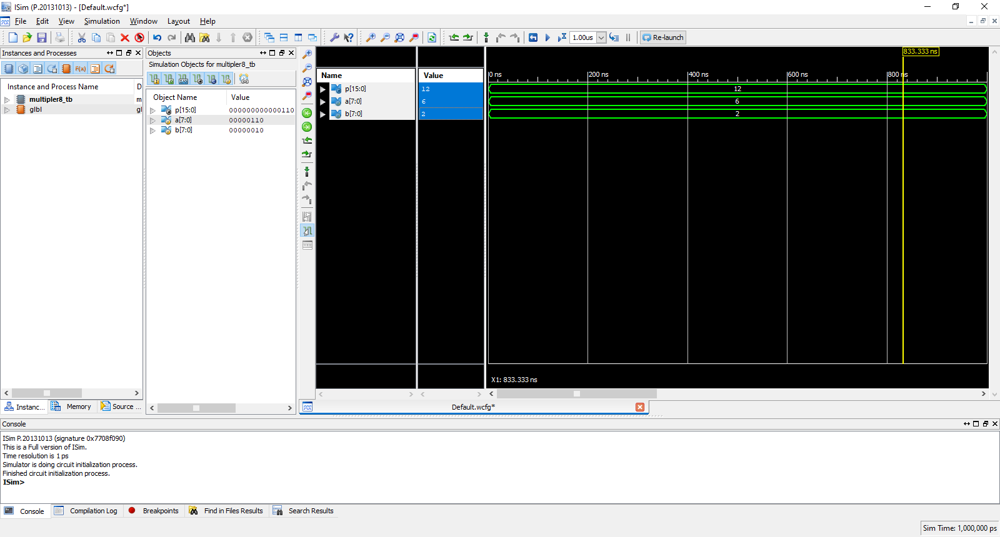 ISim (P.20131013) - [Default.wcfg*]
File Edit View Simulation Window Layout Help
1.00us Re-launch
Instances and Processes
Instance and Process Name D
multipler8_tb m
glbl gl
Instanc... Memory Source ...
Objects
Simulation Objects for multipler8_tb
Object Name Value
p[15:0] 000000000000110
a[7:0] 00000110
b[7:0] 00000010
Name Value
p[15:0] 12
a[7:0] 6
b[7:0] 2
833.333 ns
0 ns 200 ns 400 ns 600 ns 800 ns
12
6
2
X1: 833.333 ns
Default.wcfg*
Console
ISim P.20131013 (signature 0x7708f090)
This is a Full version of ISim.
Time resolution is 1 ps
Simulator is doing circuit initialization process.
Finished circuit initialization process.
ISim>
Console Compilation Log Breakpoints Find in Files Results Search Results
Sim Time: 1,000,000 ps